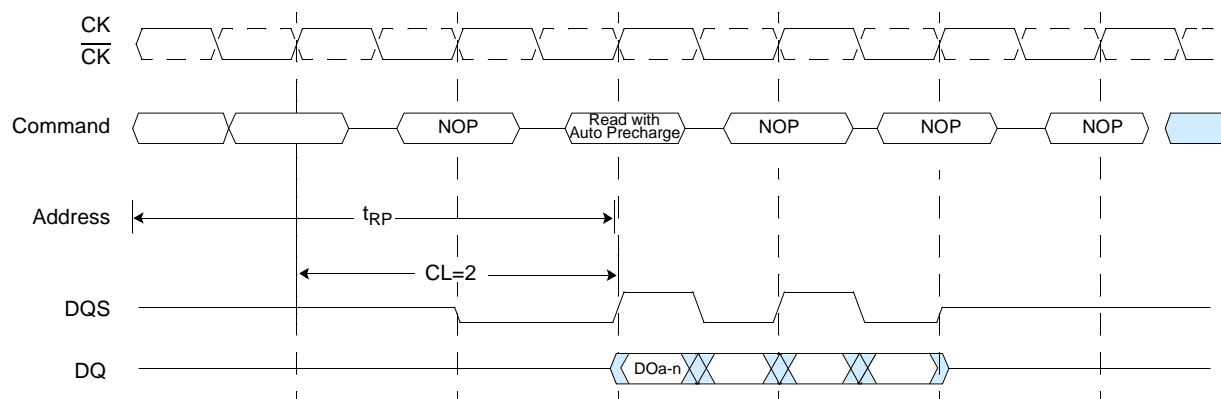 CK
CK
Command
NOP
Read with
Auto Precharge
NOP
NOP
NOP
Address
tRP
CL=2
DQS
DQ
DOa-n